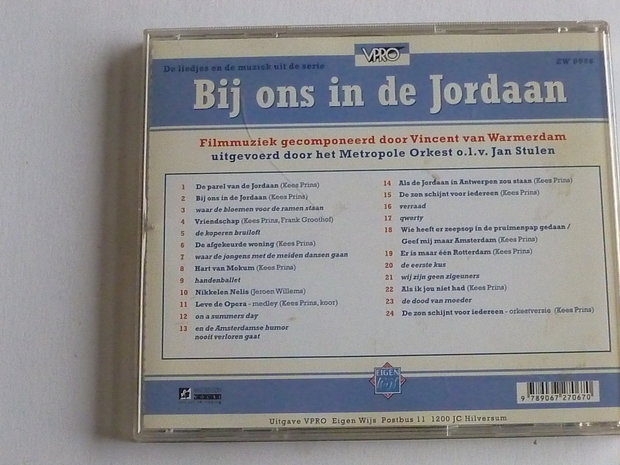 VPRO
De liedjes en de muziek uit de serie
EW 9956
Bij ons in de Jordaan
Filmmuziek gecomponeerd door Vincent van Warmerdam
uitgevoerd door het Metropole Orkest o.l.v. Jan Stulen
1 De parel van de Jordaan (Kees Prins)
2 Bij ons in de Jordaan (Kees Prins)
3 waar de bloemen voor de ramen staan
4 Vriendschap (Kees Prins, Frank Groothof)
5 de koperen bruiloft
6 De afgekeurde woning (Kees Prins)
7 waar de jongens met de meiden dansen gaan
8 Hart van Mokum (Kees Prins)
9 handenballet
10 Nikkelen Nelis (Jeroen Willems)
11 Leve de Opera - medley (Kees Prins, koor)
12 on a summers day
13 en de Amsterdamse humor
nooit verloren gaat
14 Als de Jordaan in Antwerpen zou staan (Kees Prins)
15 De zon schijnt voor iedereen (Kees Prins)
16 verraad
17 qwerty
18 Wie heeft er zeepsop in de pruimenpap gedaan /
Geef mij maar Amsterdam (Kees Prins)
19 Er is maar één Rotterdam (Kees Prins)
20 de eerste kus
21 wij zijn geen zigeuners
22 Als ik jou niet had (Kees Prins)
23 de dood van moeder
24 De zon schijnt voor iedereen - orkestversie (Kees Prins)
EIGEN
wijs
9 789067 270670
Uitgave VPRO Eigen Wijs Postbus 11 1200 JC Hilversum